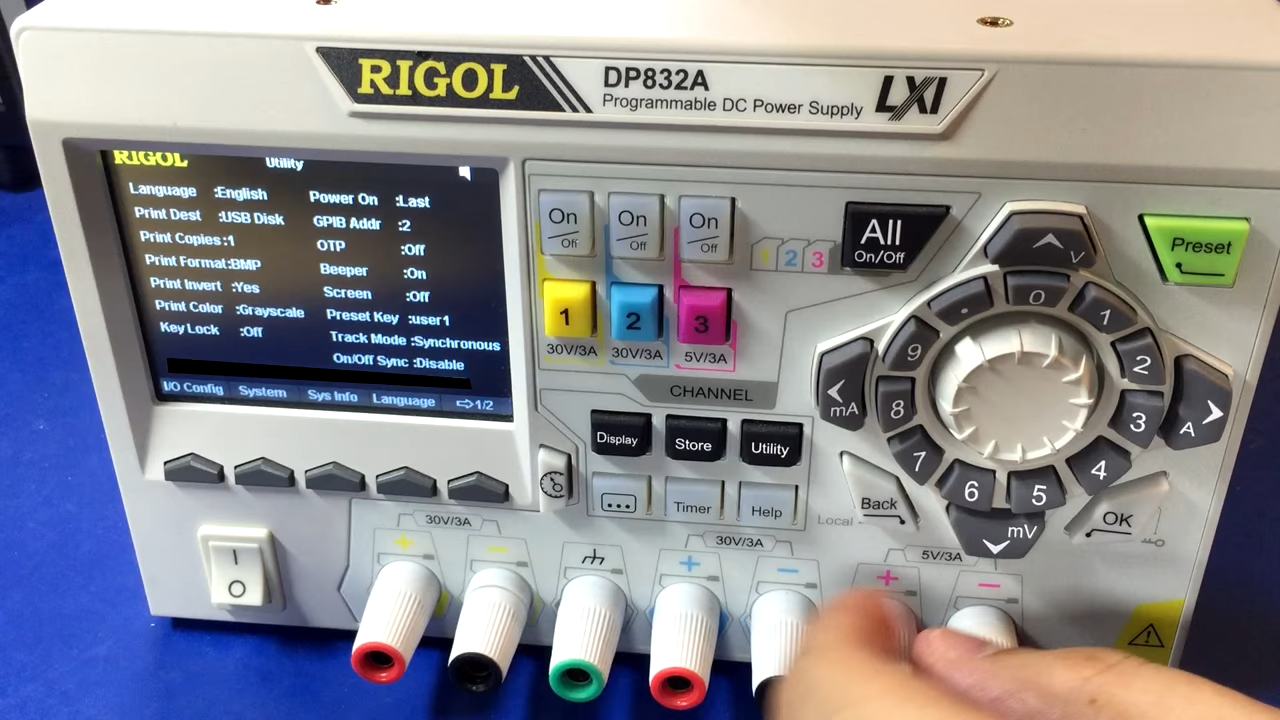 RIGOL
DP832A
Programmable DC Power Supply
LXI
RIGOL
Utility
Language :English
Power On :Last
Print Dest :USB Disk
GPIB Addr :2
Print Copies:1
OTP :Off
Print Format:BMP
Beeper :On
Print Invert :Yes
Screen :Off
Print Color :Grayscale
Preset Key :user1
Key Lock :Off
Track Mode :Synchronous
On/Off Sync :Disable
I/O Config System Sys Info Language 1/2
On/Off On/Off On/Off
1 2 3
All
On/Off
1 2 3
30V/3A 30V/3A 5V/3A
CHANNEL
Display Store Utility
... Timer Help
Preset
V
mA
A
mV
. 0 1 2 3 4 5 6 7 8 9
Back
Local
OK
30V/3A
30V/3A
5V/3A
+ - + - + -
I
O